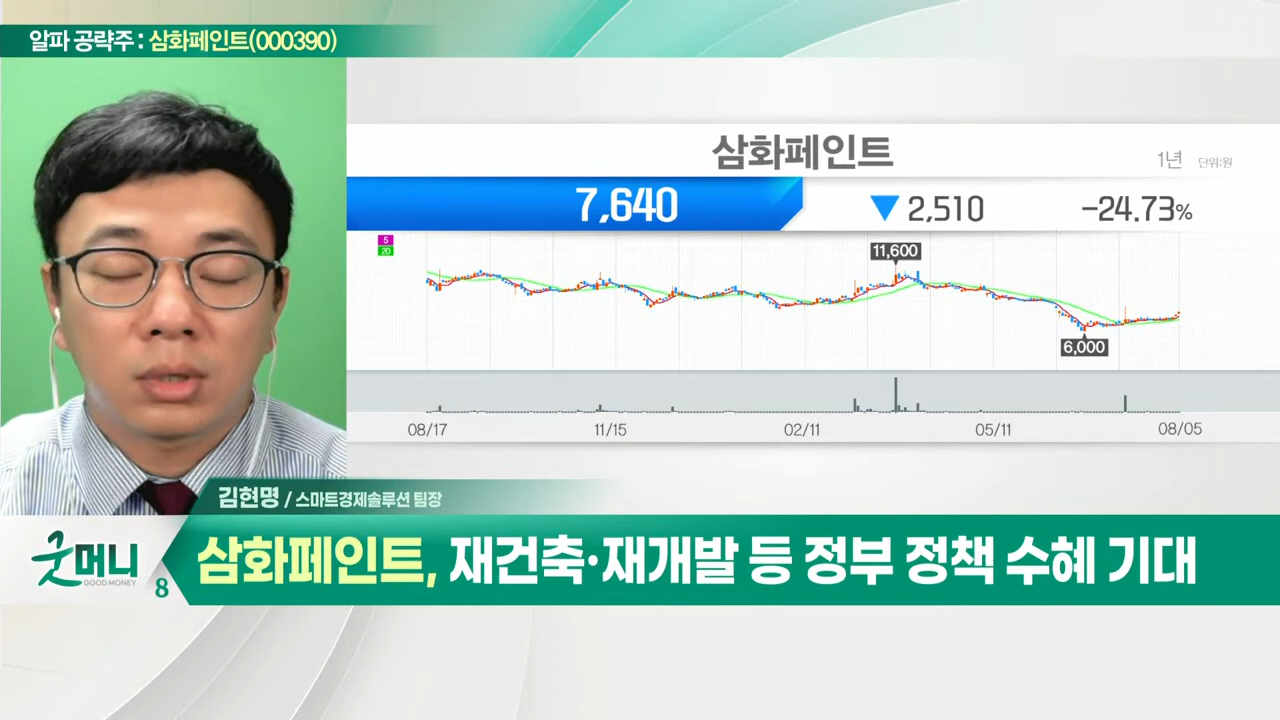 알파 공략주 : 삼화페인트(000390)
삼화페인트
1년 단위:원
7,640 ▼ 2,510 -24.73%
5
20
11,600
6,000
08/17 11/15 02/11 05/11 08/05
김현명 / 스마트경제솔루션 팀장
굿머니
GOOD MONEY
8
삼화페인트, 재건축·재개발 등 정부 정책 수혜 기대